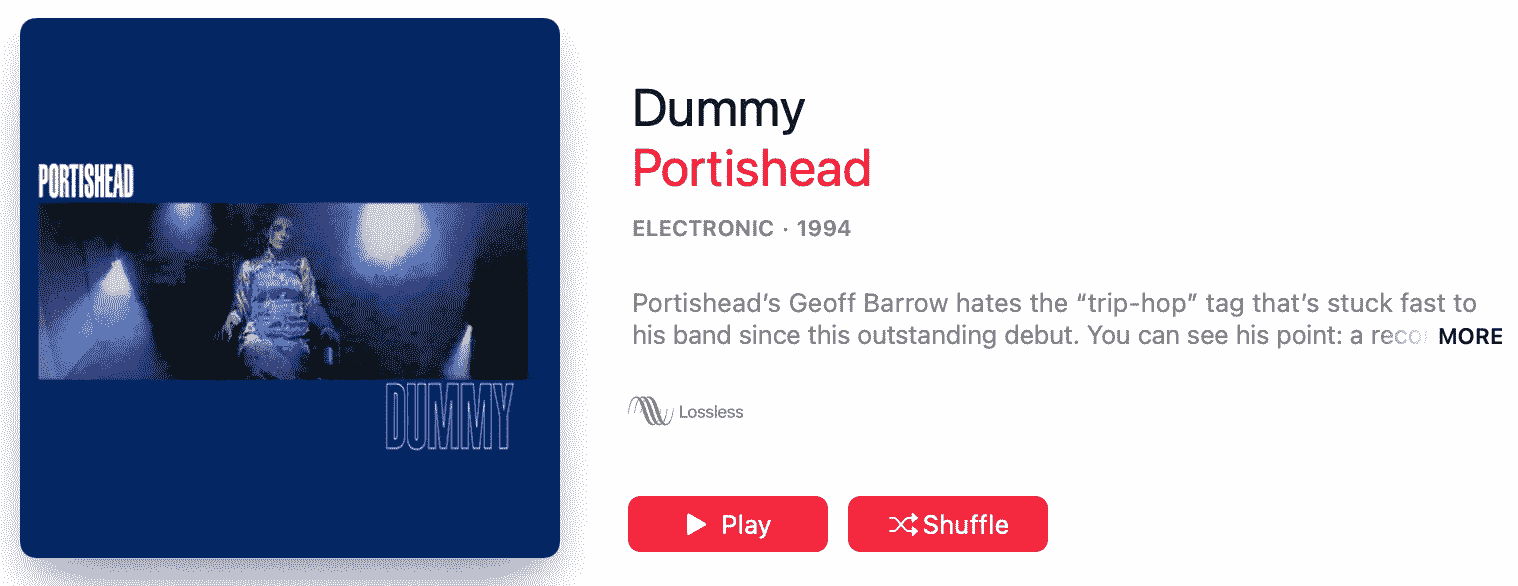 PORTISHEAD
DUMMY
Dummy
Portishead
ELECTRONIC · 1994
Portishead’s Geoff Barrow hates the “trip-hop” tag that’s stuck fast to
his band since this outstanding debut. You can see his point: a reco MORE
Lossless
Play
Shuffle